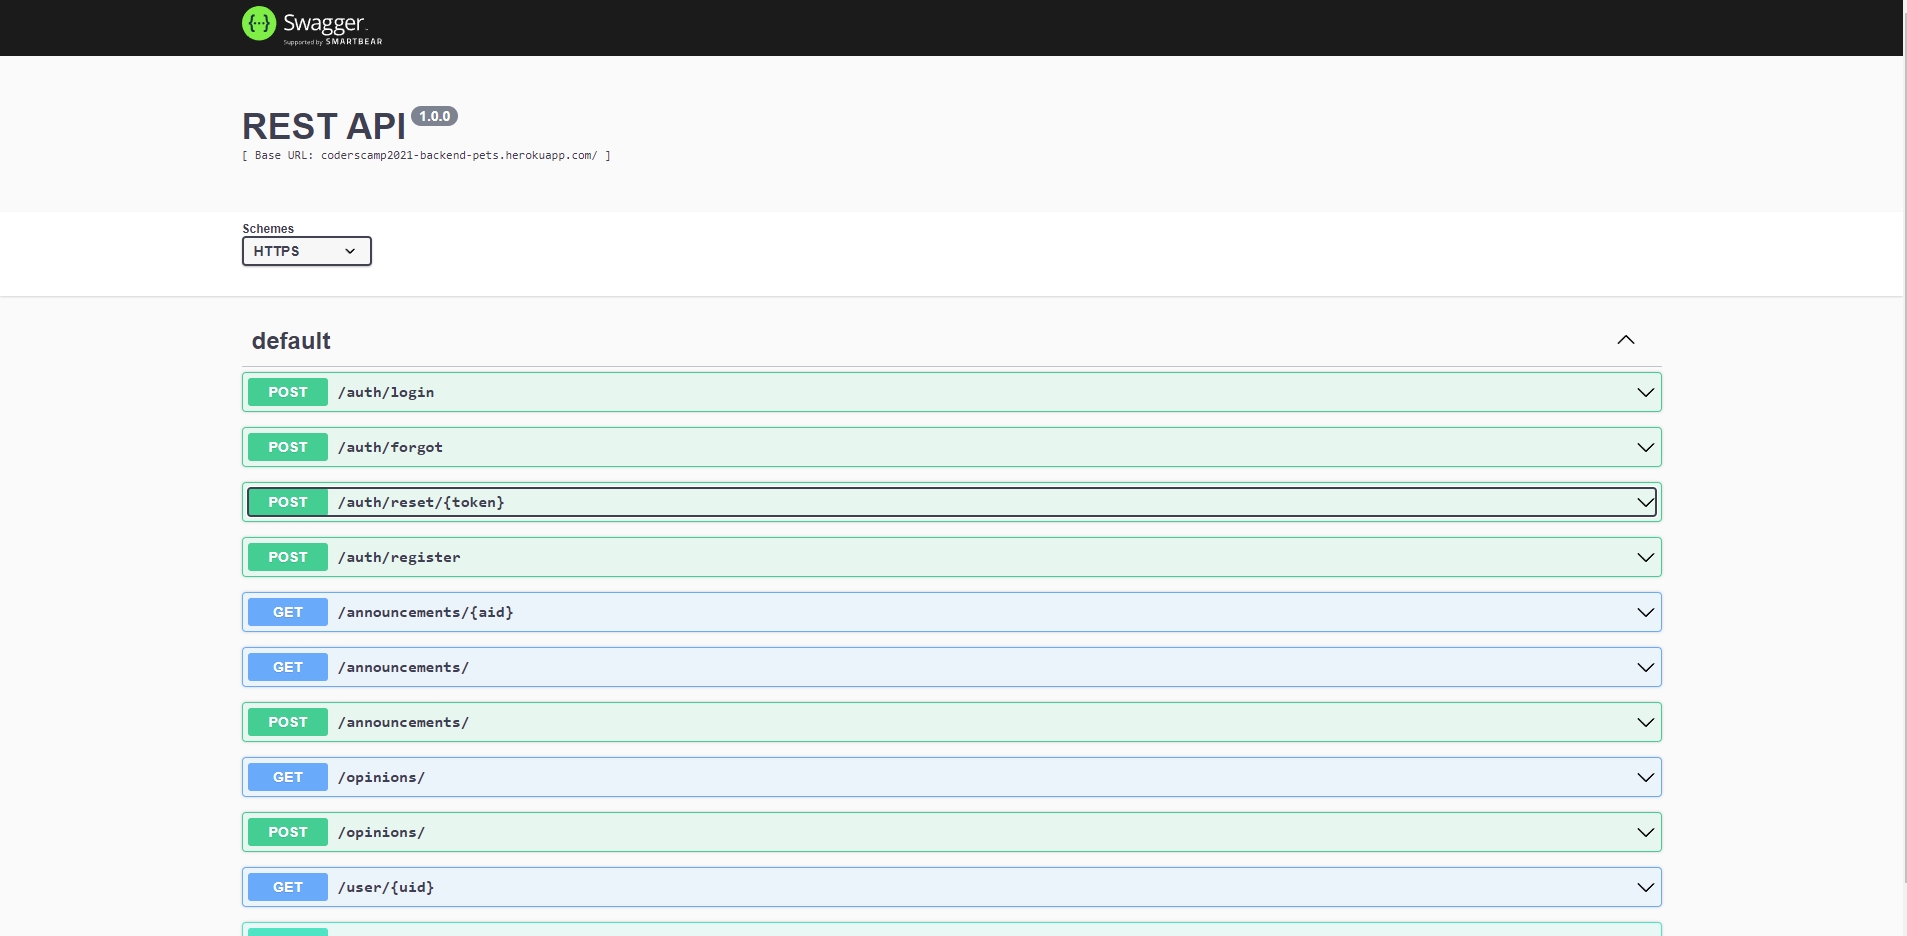 {···} Swagger.
Supported by SMARTBEAR
REST API 1.0.0
[ Base URL: coderscamp2021-backend-pets.herokuapp.com/ ]
Schemes
HTTPS
default
POST /auth/login
POST /auth/forgot
POST /auth/reset/{token}
POST /auth/register
GET /announcements/{aid}
GET /announcements/
POST /announcements/
GET /opinions/
POST /opinions/
GET /user/{uid}